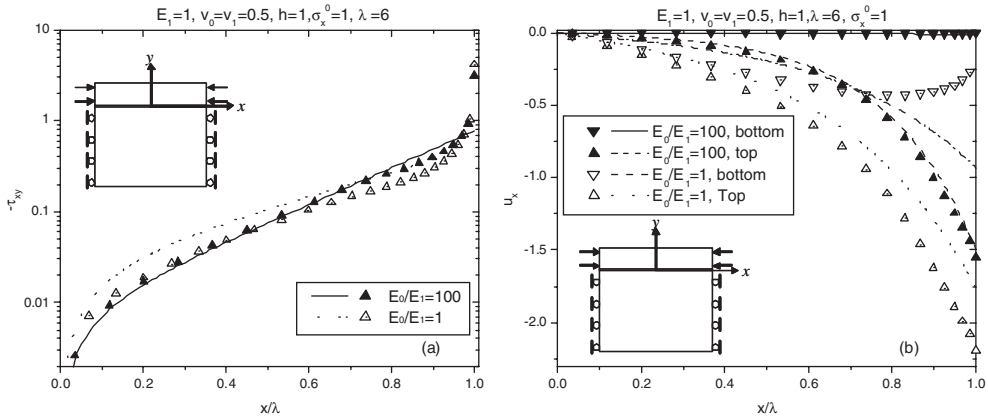 E₁=1, ν₀=ν₁=0.5, h=1,σₓ⁰=1, λ=6
10
1
0.1
0.01
-τₓᵧ
y
x
E₀/E₁=100
E₀/E₁=1
(a)
0.0 0.2 0.4 0.6 0.8 1.0
x/λ
E₁=1, ν₀=ν₁=0.5, h=1,λ=6, σₓ⁰=1
0.0
-0.5
-1.0
-1.5
-2.0
uₓ
E₀/E₁=100, bottom
E₀/E₁=100, top
E₀/E₁=1, bottom
E₀/E₁=1, Top
y
x
(b)
0.0 0.2 0.4 0.6 0.8 1.0
x/λ